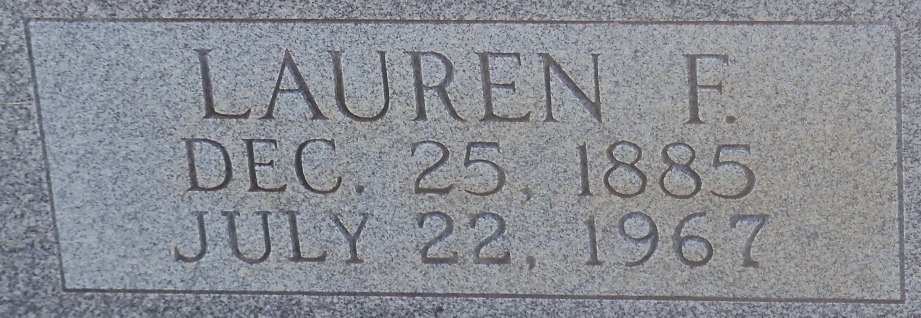 LAUREN F.
DEC. 25, 1885
JULY 22, 1967